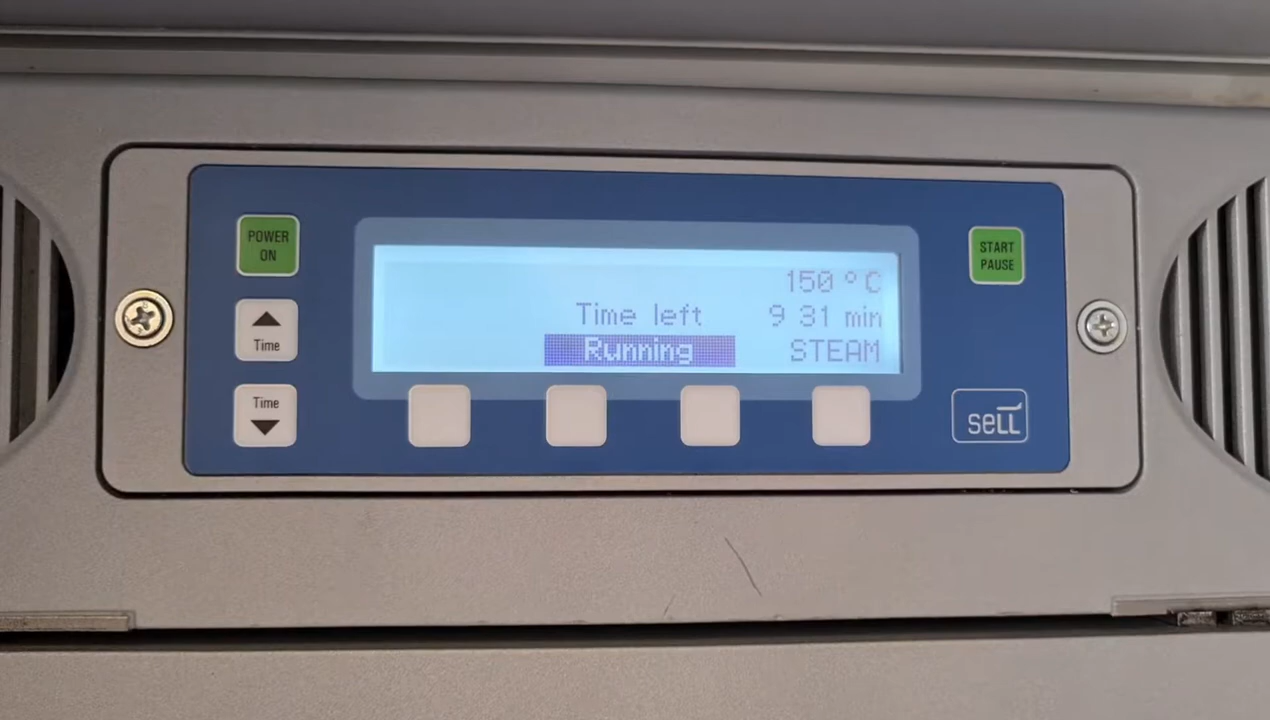 POWER
ON
START
PAUSE
150 °C
Time
Time left 9 31 min
Running STEAM
Time
sell